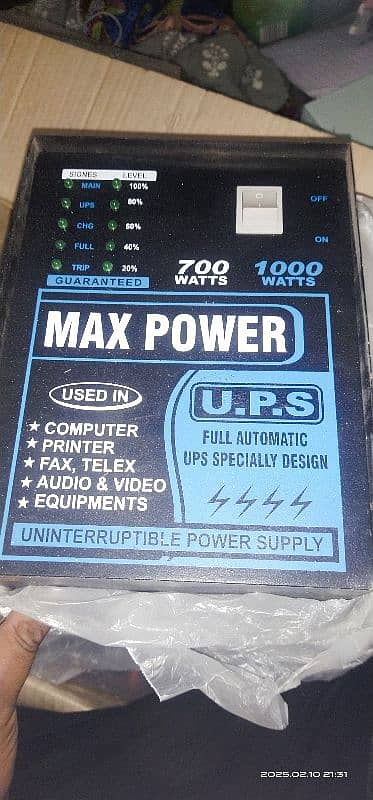 SIGNES LEVEL
MAIN 100%
UPS 80%
CHG 60%
FULL 40%
TRIP 20%
GUARANTEED
OFF
ON
700 WATTS
1000 WATTS
MAX POWER
USED IN
★ COMPUTER
★ PRINTER
★ FAX, TELEX
★ AUDIO & VIDEO
★ EQUIPMENTS
U.P.S
FULL AUTOMATIC
UPS SPECIALLY DESIGN
UNINTERRUPTIBLE POWER SUPPLY
2025.02.10 21:31